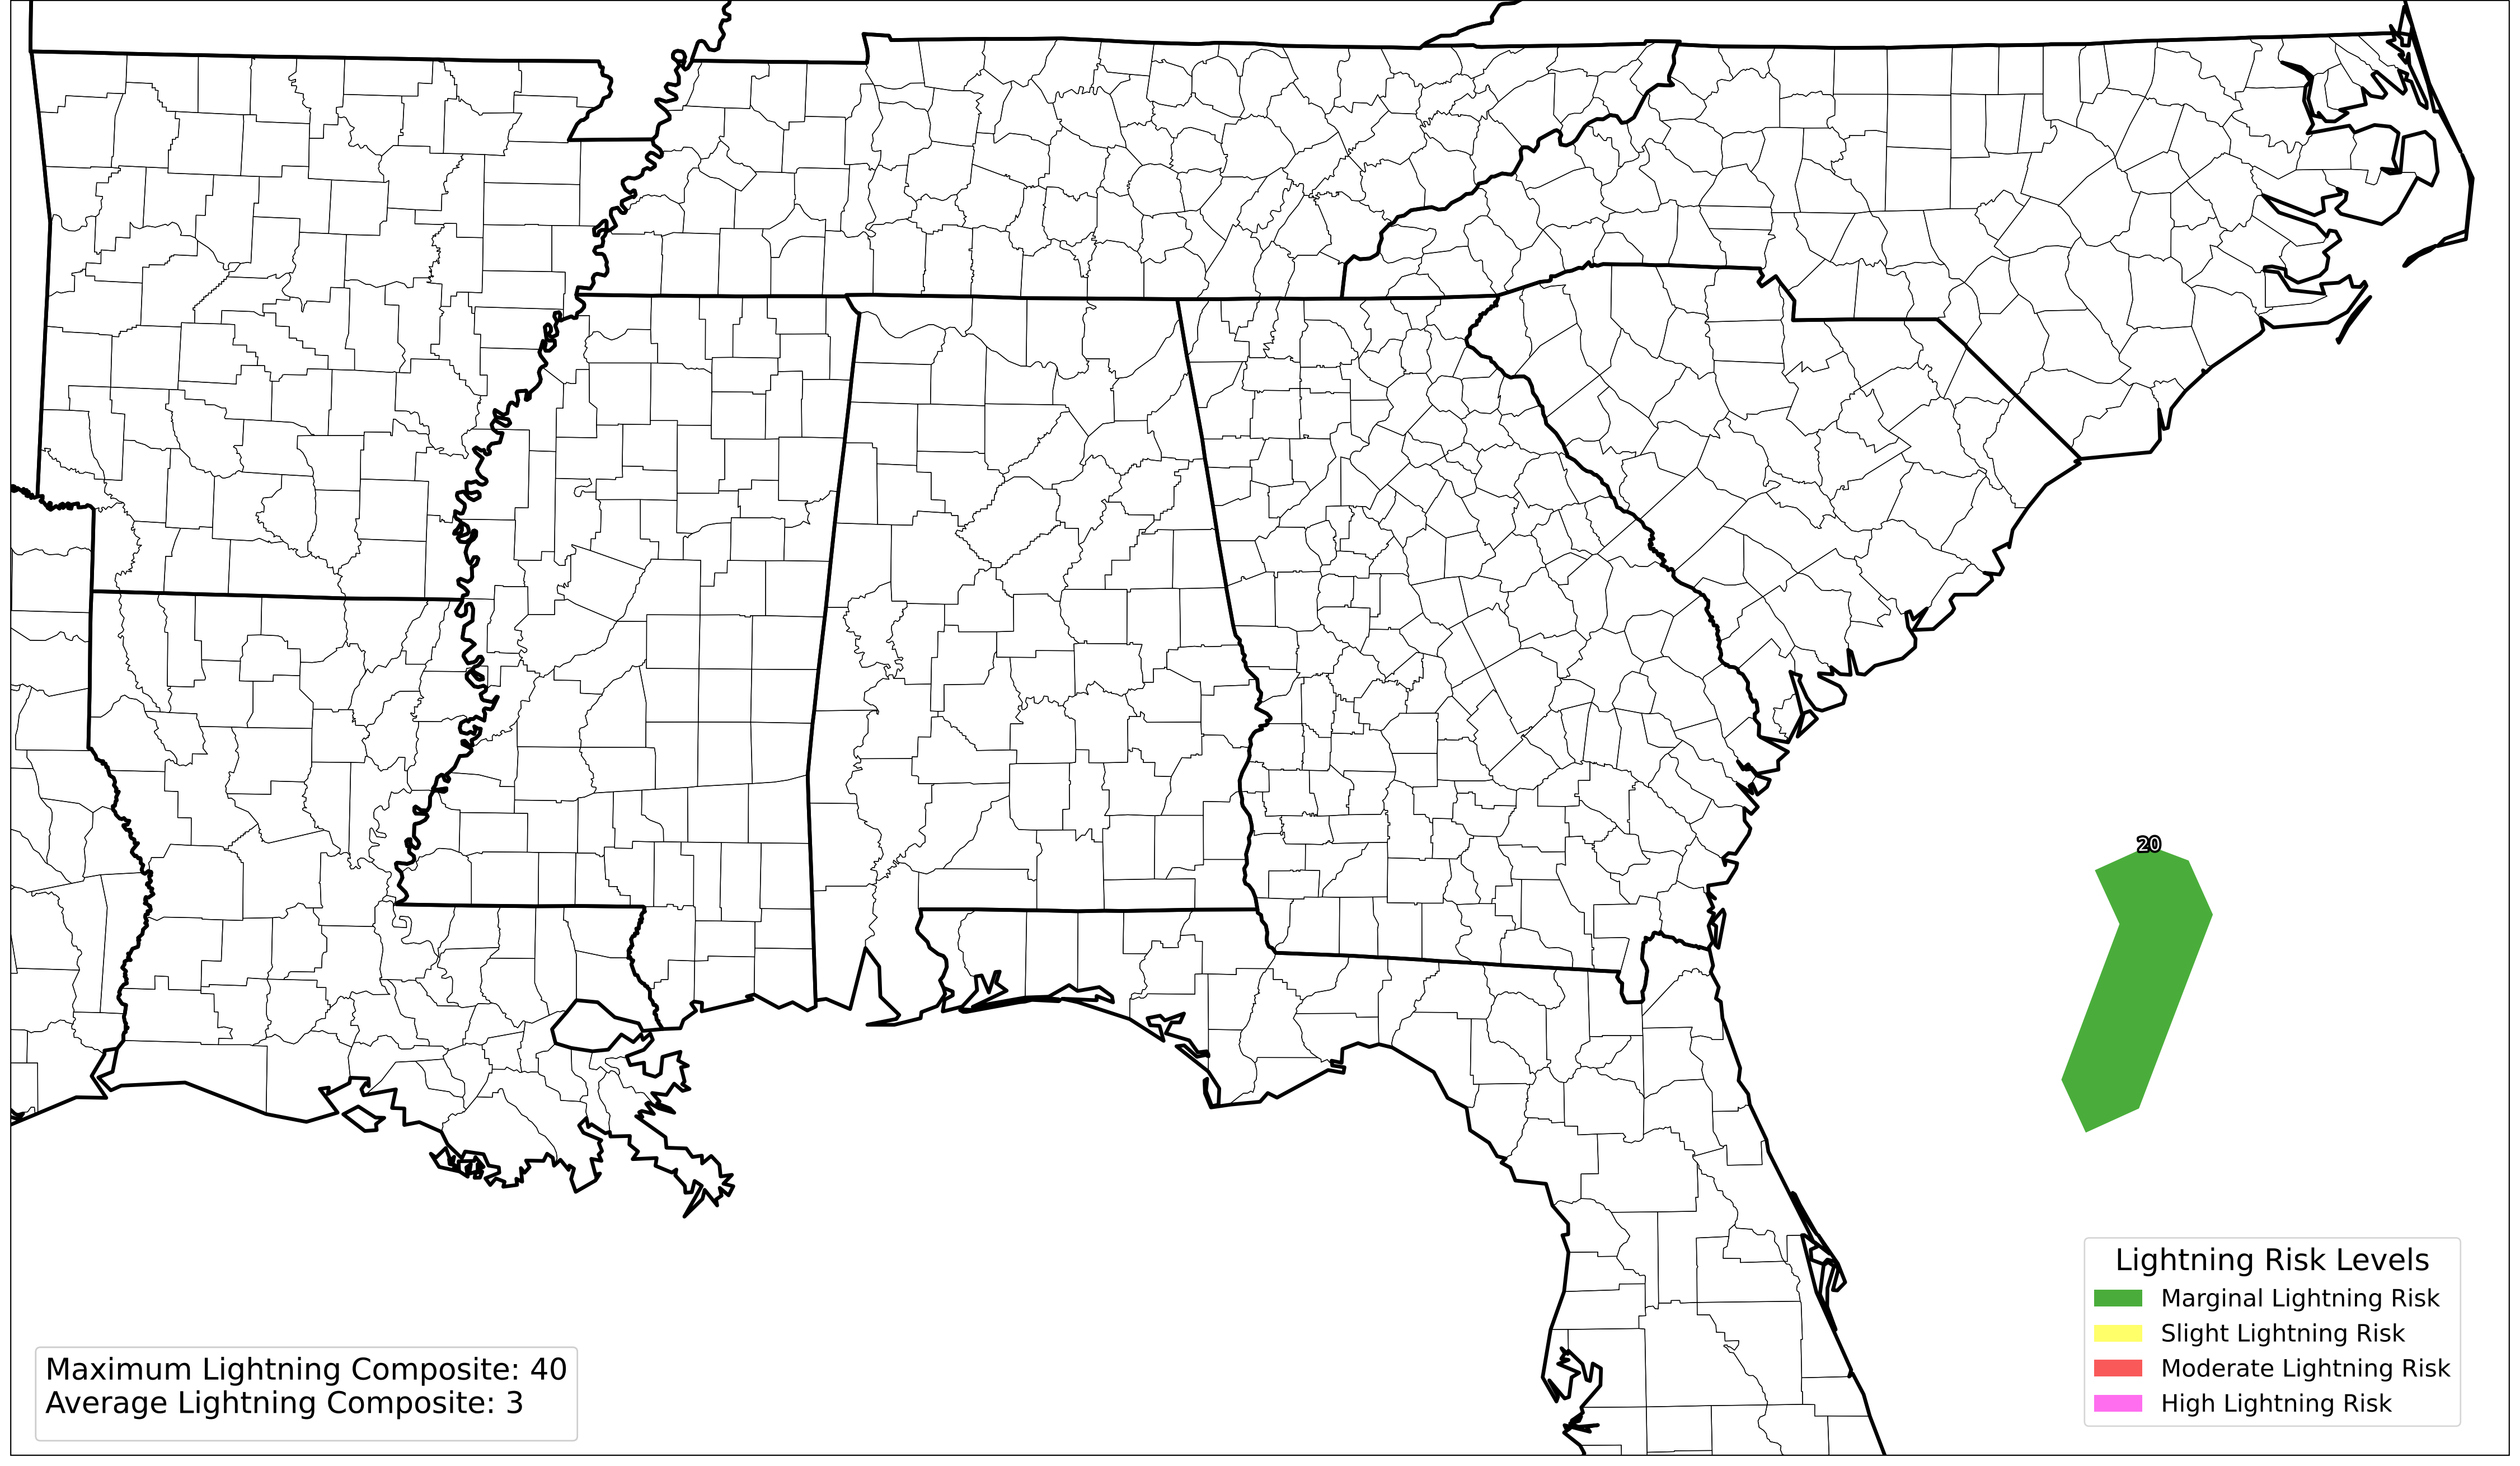 20
Lightning Risk Levels
Marginal Lightning Risk
Slight Lightning Risk
Moderate Lightning Risk
High Lightning Risk
Maximum Lightning Composite: 40
Average Lightning Composite: 3